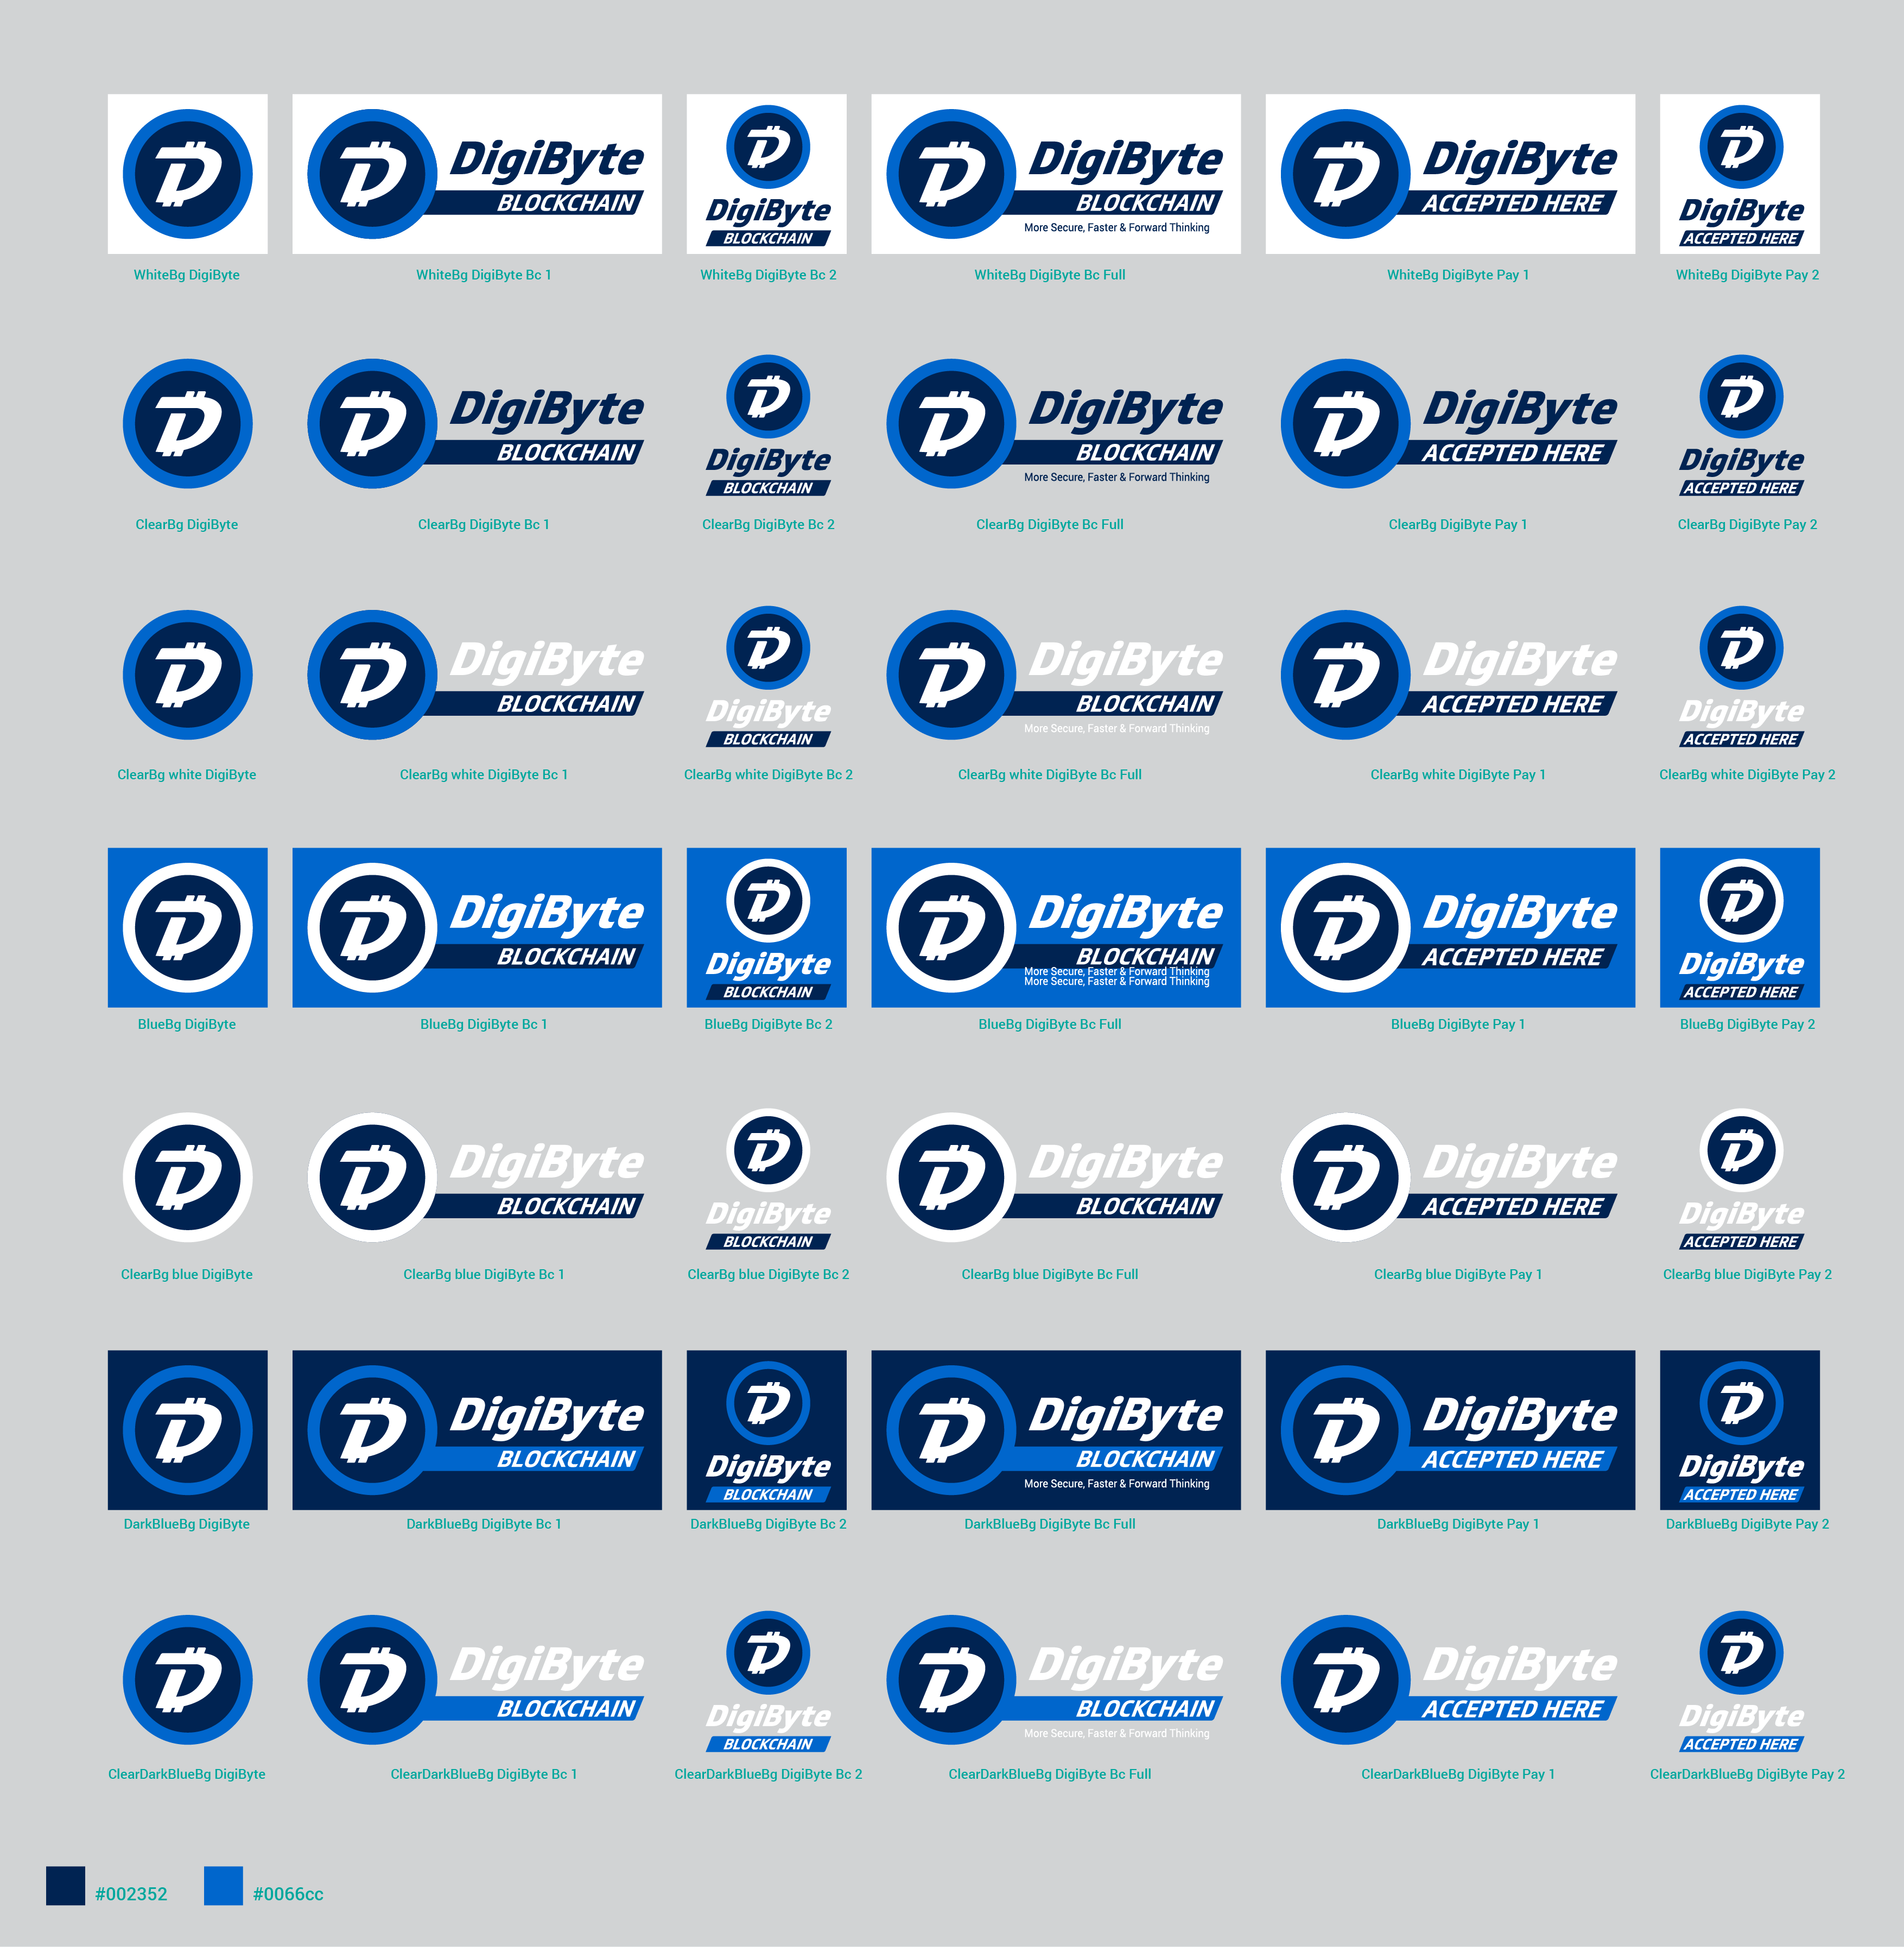 DigiByte
BLOCKCHAIN
DigiByte
BLOCKCHAIN
DigiByte
BLOCKCHAIN
More Secure, Faster & Forward Thinking
DigiByte
ACCEPTED HERE
DigiByte
ACCEPTED HERE
WhiteBg DigiByte
WhiteBg DigiByte Bc 1
WhiteBg DigiByte Bc 2
WhiteBg DigiByte Bc Full
WhiteBg DigiByte Pay 1
WhiteBg DigiByte Pay 2
DigiByte
BLOCKCHAIN
DigiByte
BLOCKCHAIN
DigiByte
BLOCKCHAIN
More Secure, Faster & Forward Thinking
DigiByte
ACCEPTED HERE
DigiByte
ACCEPTED HERE
ClearBg DigiByte
ClearBg DigiByte Bc 1
ClearBg DigiByte Bc 2
ClearBg DigiByte Bc Full
ClearBg DigiByte Pay 1
ClearBg DigiByte Pay 2
DigiByte
BLOCKCHAIN
DigiByte
BLOCKCHAIN
DigiByte
BLOCKCHAIN
More Secure, Faster & Forward Thinking
DigiByte
ACCEPTED HERE
DigiByte
ACCEPTED HERE
ClearBg white DigiByte
ClearBg white DigiByte Bc 1
ClearBg white DigiByte Bc 2
ClearBg white DigiByte Bc Full
ClearBg white DigiByte Pay 1
ClearBg white DigiByte Pay 2
DigiByte
BLOCKCHAIN
DigiByte
BLOCKCHAIN
DigiByte
BLOCKCHAIN
More Secure, Faster & Forward Thinking
More Secure, Faster & Forward Thinking
DigiByte
ACCEPTED HERE
DigiByte
ACCEPTED HERE
BlueBg DigiByte
BlueBg DigiByte Bc 1
BlueBg DigiByte Bc 2
BlueBg DigiByte Bc Full
BlueBg DigiByte Pay 1
BlueBg DigiByte Pay 2
DigiByte
BLOCKCHAIN
DigiByte
BLOCKCHAIN
DigiByte
BLOCKCHAIN
DigiByte
ACCEPTED HERE
DigiByte
ACCEPTED HERE
ClearBg blue DigiByte
ClearBg blue DigiByte Bc 1
ClearBg blue DigiByte Bc 2
ClearBg blue DigiByte Bc Full
ClearBg blue DigiByte Pay 1
ClearBg blue DigiByte Pay 2
DigiByte
BLOCKCHAIN
DigiByte
BLOCKCHAIN
DigiByte
BLOCKCHAIN
More Secure, Faster & Forward Thinking
DigiByte
ACCEPTED HERE
DigiByte
ACCEPTED HERE
DarkBlueBg DigiByte
DarkBlueBg DigiByte Bc 1
DarkBlueBg DigiByte Bc 2
DarkBlueBg DigiByte Bc Full
DarkBlueBg DigiByte Pay 1
DarkBlueBg DigiByte Pay 2
DigiByte
BLOCKCHAIN
DigiByte
BLOCKCHAIN
DigiByte
BLOCKCHAIN
More Secure, Faster & Forward Thinking
DigiByte
ACCEPTED HERE
DigiByte
ACCEPTED HERE
ClearDarkBlueBg DigiByte
ClearDarkBlueBg DigiByte Bc 1
ClearDarkBlueBg DigiByte Bc 2
ClearDarkBlueBg DigiByte Bc Full
ClearDarkBlueBg DigiByte Pay 1
ClearDarkBlueBg DigiByte Pay 2
#002352
#0066cc